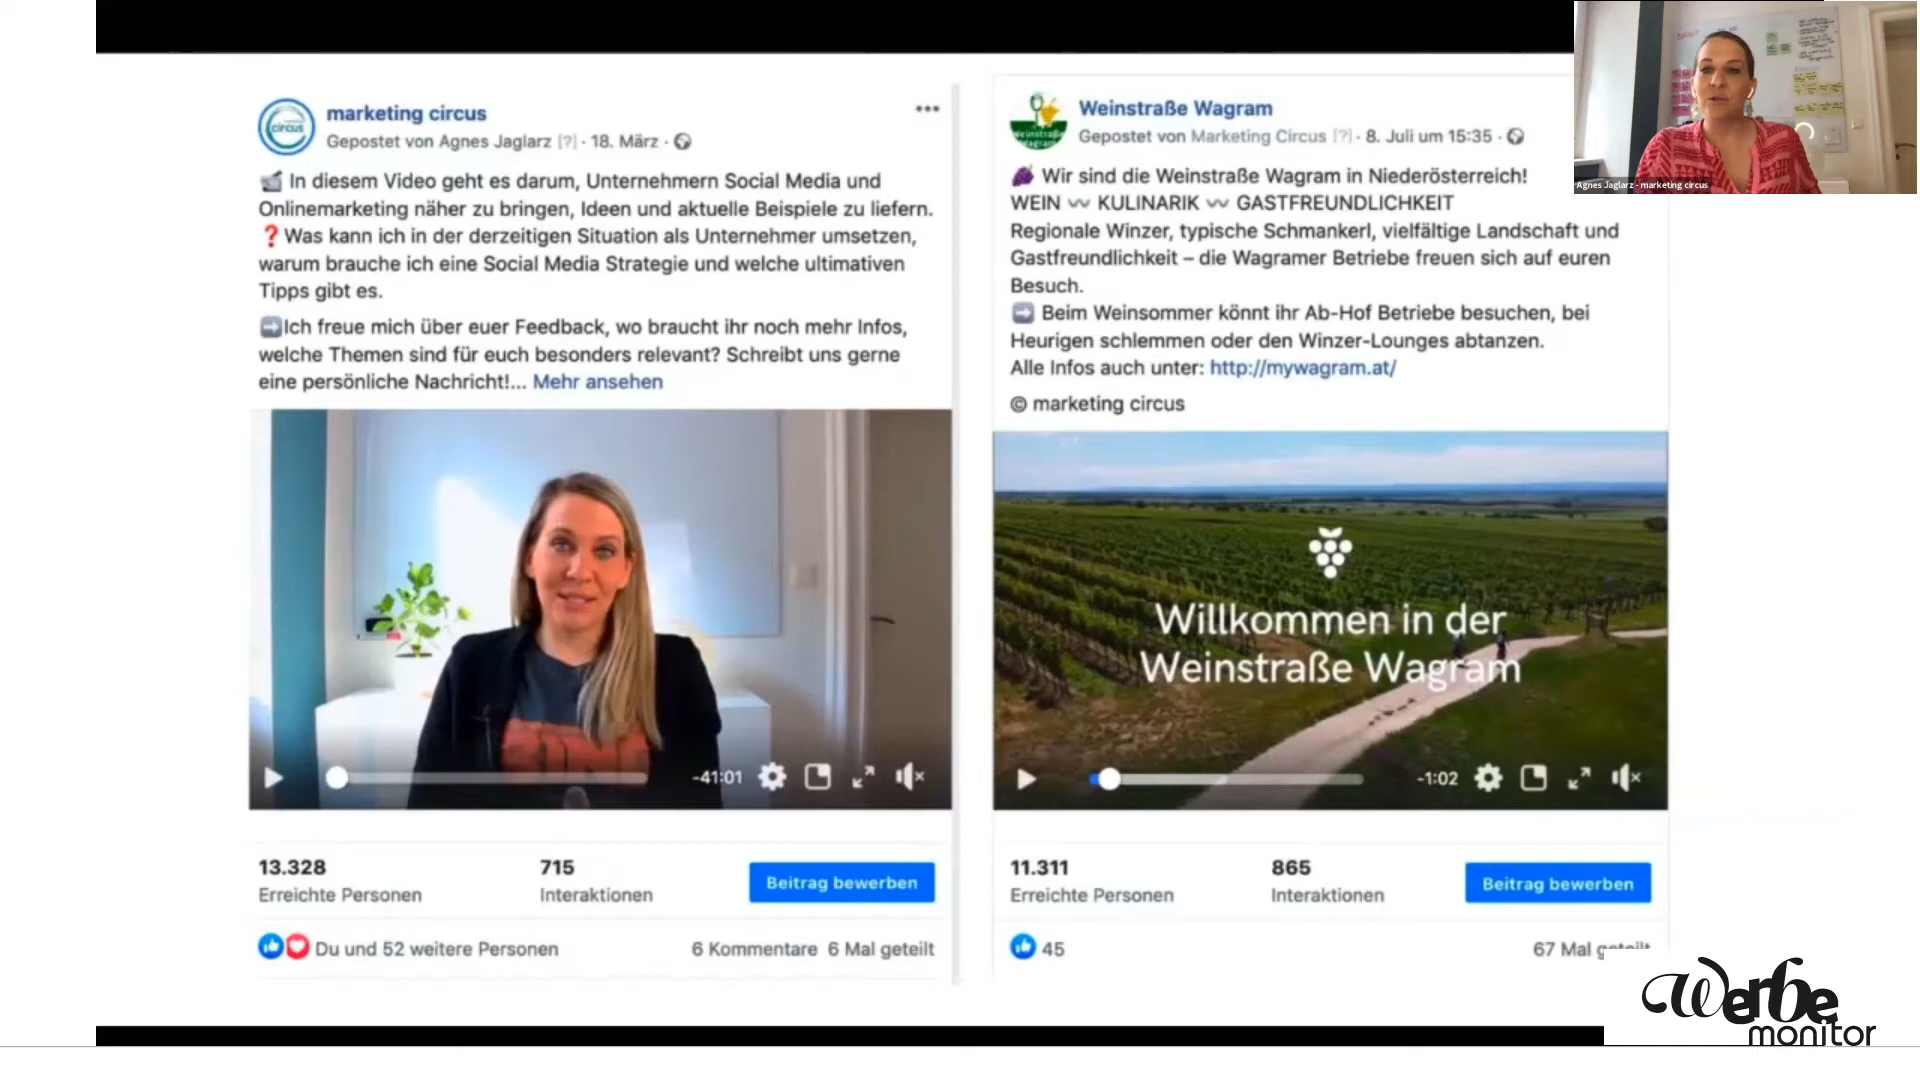 marketing circus
Gepostet von Agnes Jaglarz [?] · 18. März ·
In diesem Video geht es darum, Unternehmern Social Media und
Onlinemarketing näher zu bringen, Ideen und aktuelle Beispiele zu liefern.
❓Was kann ich in der derzeitigen Situation als Unternehmer umsetzen,
warum brauche ich eine Social Media Strategie und welche ultimativen
Tipps gibt es.
➡️Ich freue mich über euer Feedback, wo braucht ihr noch mehr Infos,
welche Themen sind für euch besonders relevant? Schreibt uns gerne
eine persönliche Nachricht!... Mehr ansehen
-41:01
13.328
Erreichte Personen
715
Interaktionen
Beitrag bewerben
Du und 52 weitere Personen
6 Kommentare 6 Mal geteilt
Weinstraße Wagram
Gepostet von Marketing Circus [?] · 8. Juli um 15:35 ·
🍇 Wir sind die Weinstraße Wagram in Niederösterreich!
WEIN 〰️ KULINARIK 〰️ GASTFREUNDLICHKEIT
Regionale Winzer, typische Schmankerl, vielfältige Landschaft und
Gastfreundlichkeit – die Wagramer Betriebe freuen sich auf euren
Besuch.
➡️ Beim Weinsommer könnt ihr Ab-Hof Betriebe besuchen, bei
Heurigen schlemmen oder den Winzer-Lounges abtanzen.
Alle Infos auch unter: http://mywagram.at/
© marketing circus
Willkommen in der
Weinstraße Wagram
-1:02
11.311
Erreichte Personen
865
Interaktionen
Beitrag bewerben
45
67 Mal geteilt
Agnes Jaglarz - marketing circus
Werbe
monitor